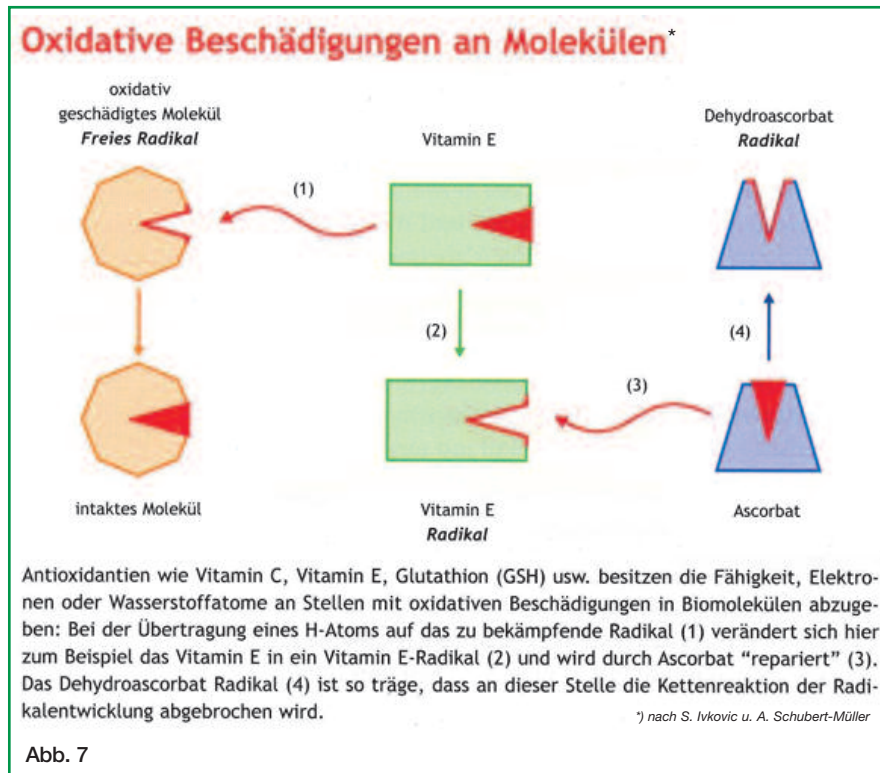 Oxidative Beschädigungen an Molekülen*
oxidativ
geschädigtes Molekül
Freies Radikal
Vitamin E
Dehydroascorbat
Radikal
(1)
(2)
(4)
(3)
intaktes Molekül
Vitamin E
Radikal
Ascorbat
Antioxidantien wie Vitamin C, Vitamin E, Glutathion (GSH) usw. besitzen die Fähigkeit, Elektro-
nen oder Wasserstoffatome an Stellen mit oxidativen Beschädigungen in Biomolekülen abzuge-
ben: Bei der Übertragung eines H-Atoms auf das zu bekämpfende Radikal (1) verändert sich hier
zum Beispiel das Vitamin E in ein Vitamin E-Radikal (2) und wird durch Ascorbat “repariert” (3).
Das Dehydroascorbat Radikal (4) ist so träge, dass an dieser Stelle die Kettenreaktion der Radi-
kalentwicklung abgebrochen wird.
*) nach S. Ivkovic u. A. Schubert-Müller
Abb. 7